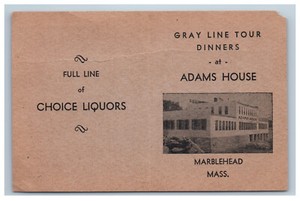 FULL LINE
of
CHOICE LIQUORS
GRAY LINE TOUR
DINNERS
- at -
ADAMS HOUSE
MARBLEHEAD
MASS.